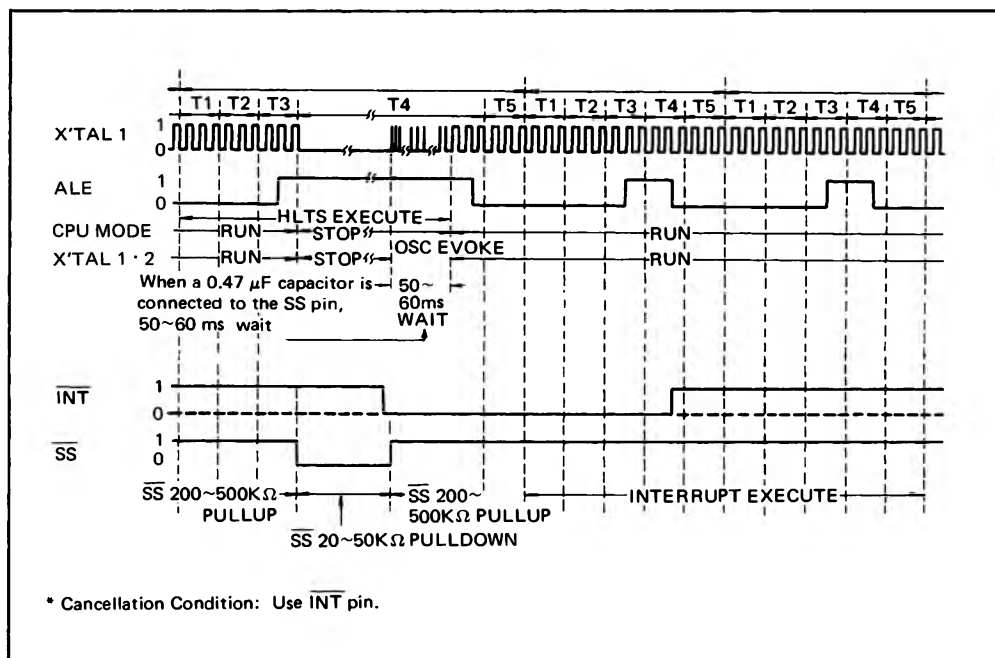 T1 T2 T3 T4 T5 T1 T2 T3 T4 T5 T1 T2 T3 T4 T5
X'TAL 1 1 0
ALE 1 0
HLTS EXECUTE
CPU MODE RUN STOP OSC EVOKE RUN
X'TAL 1 · 2 RUN STOP RUN
When a 0.47 μF capacitor is
connected to the SS pin,
50~60 ms wait
50~
60ms
WAIT
INT 1 0
SS 1 0
SS 200~500KΩ
PULLUP
SS 200~
500KΩ PULLUP
INTERRUPT EXECUTE
SS 20~50KΩ PULLDOWN
* Cancellation Condition: Use INT pin.